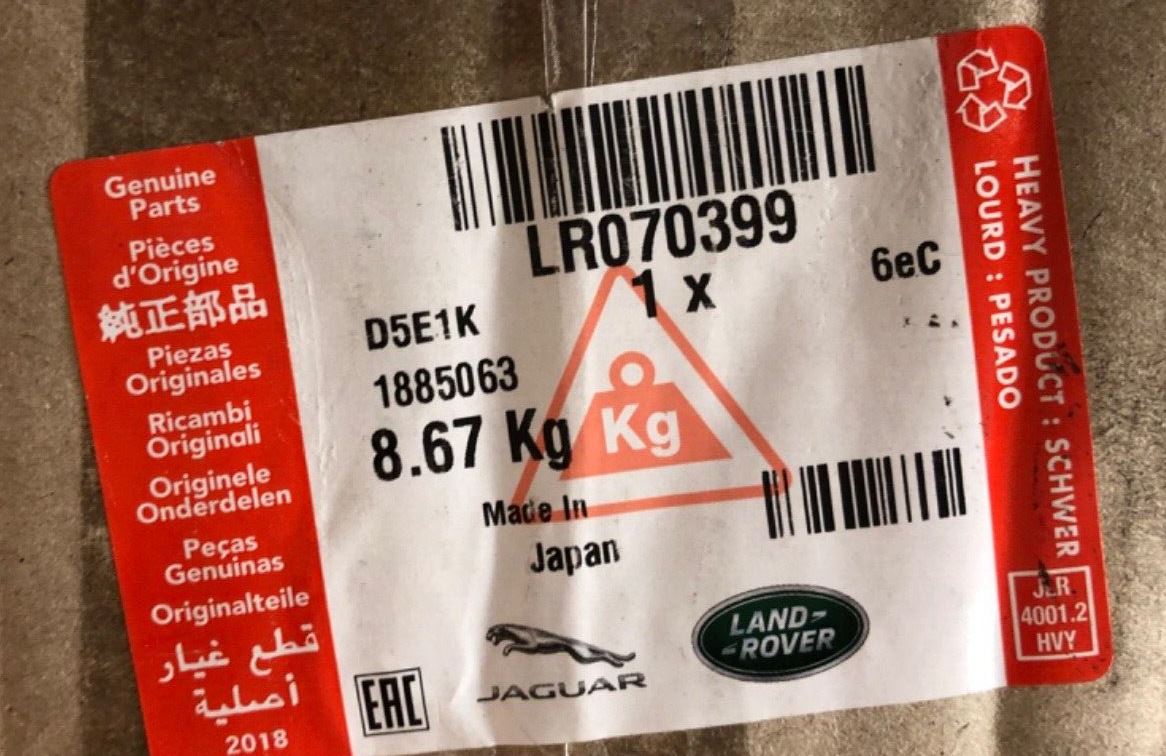 Genuine
Parts
Pièces
d'Origine
純正部品
Piezas
Originales
Ricambi
Originali
Originele
Onderdelen
Peças
Genuinas
Originalteile
قطع غيار
أصلية
2018
LR070399
1 x
6eC
D5E1K
1885063
8.67 Kg
Kg
Made In
Japan
EAC
JAGUAR
LAND-
-ROVER
HEAVY PRODUCT : SCHWER
LOURD : PESADO
JLR
4001.2
HVY